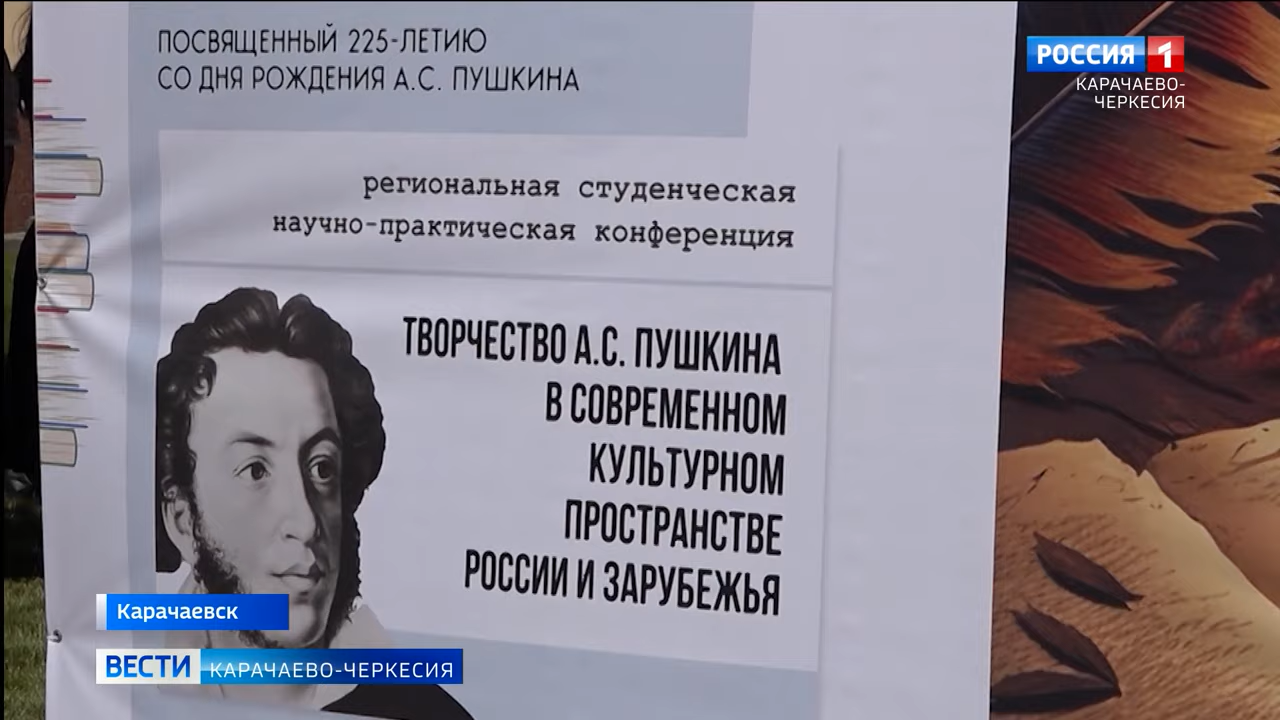 ПОСВЯЩЕННЫЙ 225-ЛЕТИЮ
СО ДНЯ РОЖДЕНИЯ А.С. ПУШКИНА
РОССИЯ 1
КАРАЧАЕВО-
ЧЕРКЕСИЯ
региональная студенческая
научно-практическая конференция
ТВОРЧЕСТВО А.С. ПУШКИНА
В СОВРЕМЕННОМ
КУЛЬТУРНОМ
ПРОСТРАНСТВЕ
РОССИИ И ЗАРУБЕЖЬЯ
Карачаевск
ВЕСТИ КАРАЧАЕВО-ЧЕРКЕСИЯ